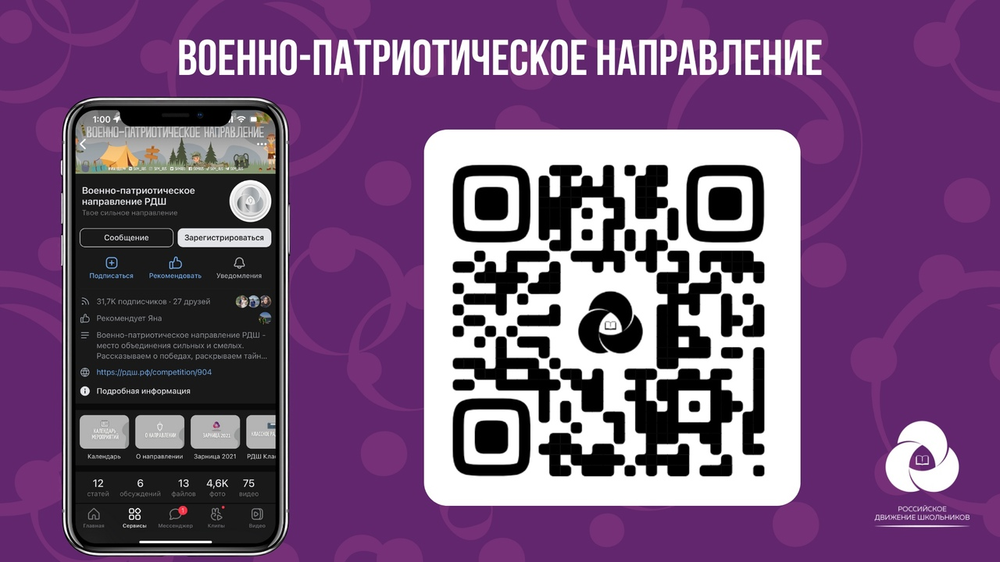 ВОЕННО-ПАТРИОТИЧЕСКОЕ НАПРАВЛЕНИЕ
1:00
ВОЕННО-ПАТРИОТИЧЕСКОЕ НАПРАВЛЕНИЕ
Военно-патриотическое
направление РДШ
Твое сильное направление
Сообщение
Зарегистрироваться
Подписаться
Рекомендовать
Уведомления
31,7K подписчиков · 27 друзей
Рекомендует Яна
Военно-патриотическое направление РДШ -
место объединения сильных и смелых.
Рассказываем о победах, раскрываем тайн...
https://рдш.рф/competition/904
Подробная информация
КАЛЕНДАРЬ
МЕРОПРИЯТИЙ
О НАПРАВЛЕНИИ
ЗАРНИЦА 2021
КЛАССНОЕ РА
Календарь
О направлении
Зарница 2021
РДШ Клас
12
статей
6
обсуждений
13
файлов
4,6K
фото
75
видео
1
Главная
Сервисы
Мессенджер
Клипы
Видео
РОССИЙСКОЕ
ДВИЖЕНИЕ ШКОЛЬНИКОВ